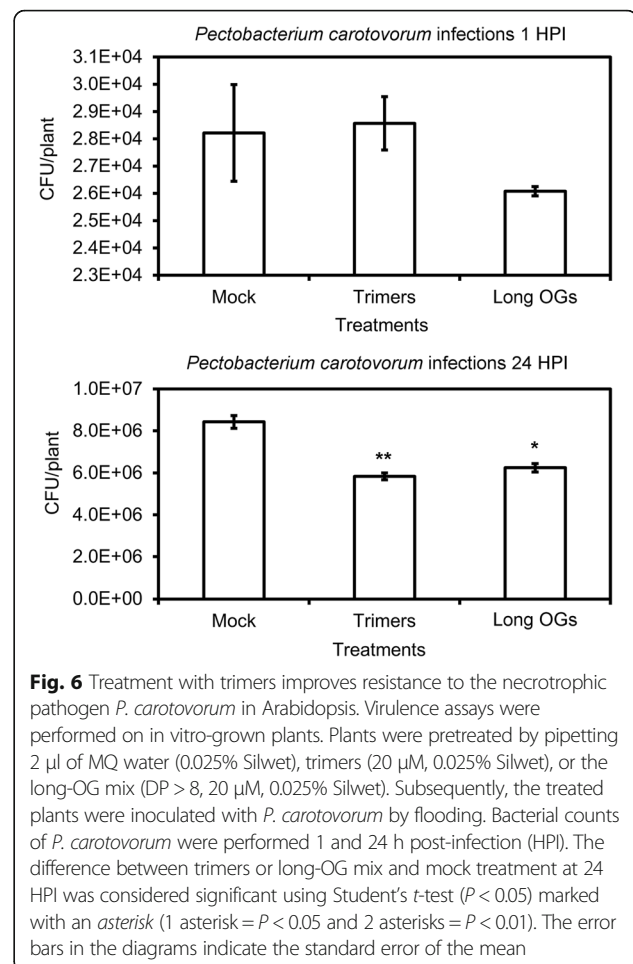 Pectobacterium carotovorum infections 1 HPI
3.1E+04
3.0E+04
2.9E+04
2.8E+04
2.7E+04
2.6E+04
2.5E+04
2.4E+04
2.3E+04
CFU/plant
Mock
Trimers
Long OGs
Treatments
Pectobacterium carotovorum infections 24 HPI
1.0E+07
8.0E+06
6.0E+06
4.0E+06
2.0E+06
0.0E+00
CFU/plant
**
*
Mock
Trimers
Long OGs
Treatments
Fig. 6 Treatment with trimers improves resistance to the necrotrophic
pathogen P. carotovorum in Arabidopsis. Virulence assays were
performed on in vitro-grown plants. Plants were pretreated by pipetting
2 μl of MQ water (0.025% Silwet), trimers (20 μM, 0.025% Silwet), or the
long-OG mix (DP > 8, 20 μM, 0.025% Silwet). Subsequently, the treated
plants were inoculated with P. carotovorum by flooding. Bacterial counts
of P. carotovorum were performed 1 and 24 h post-infection (HPI). The
difference between trimers or long-OG mix and mock treatment at 24
HPI was considered significant using Student's t-test (P < 0.05) marked
with an asterisk (1 asterisk = P < 0.05 and 2 asterisks = P < 0.01). The error
bars in the diagrams indicate the standard error of the mean